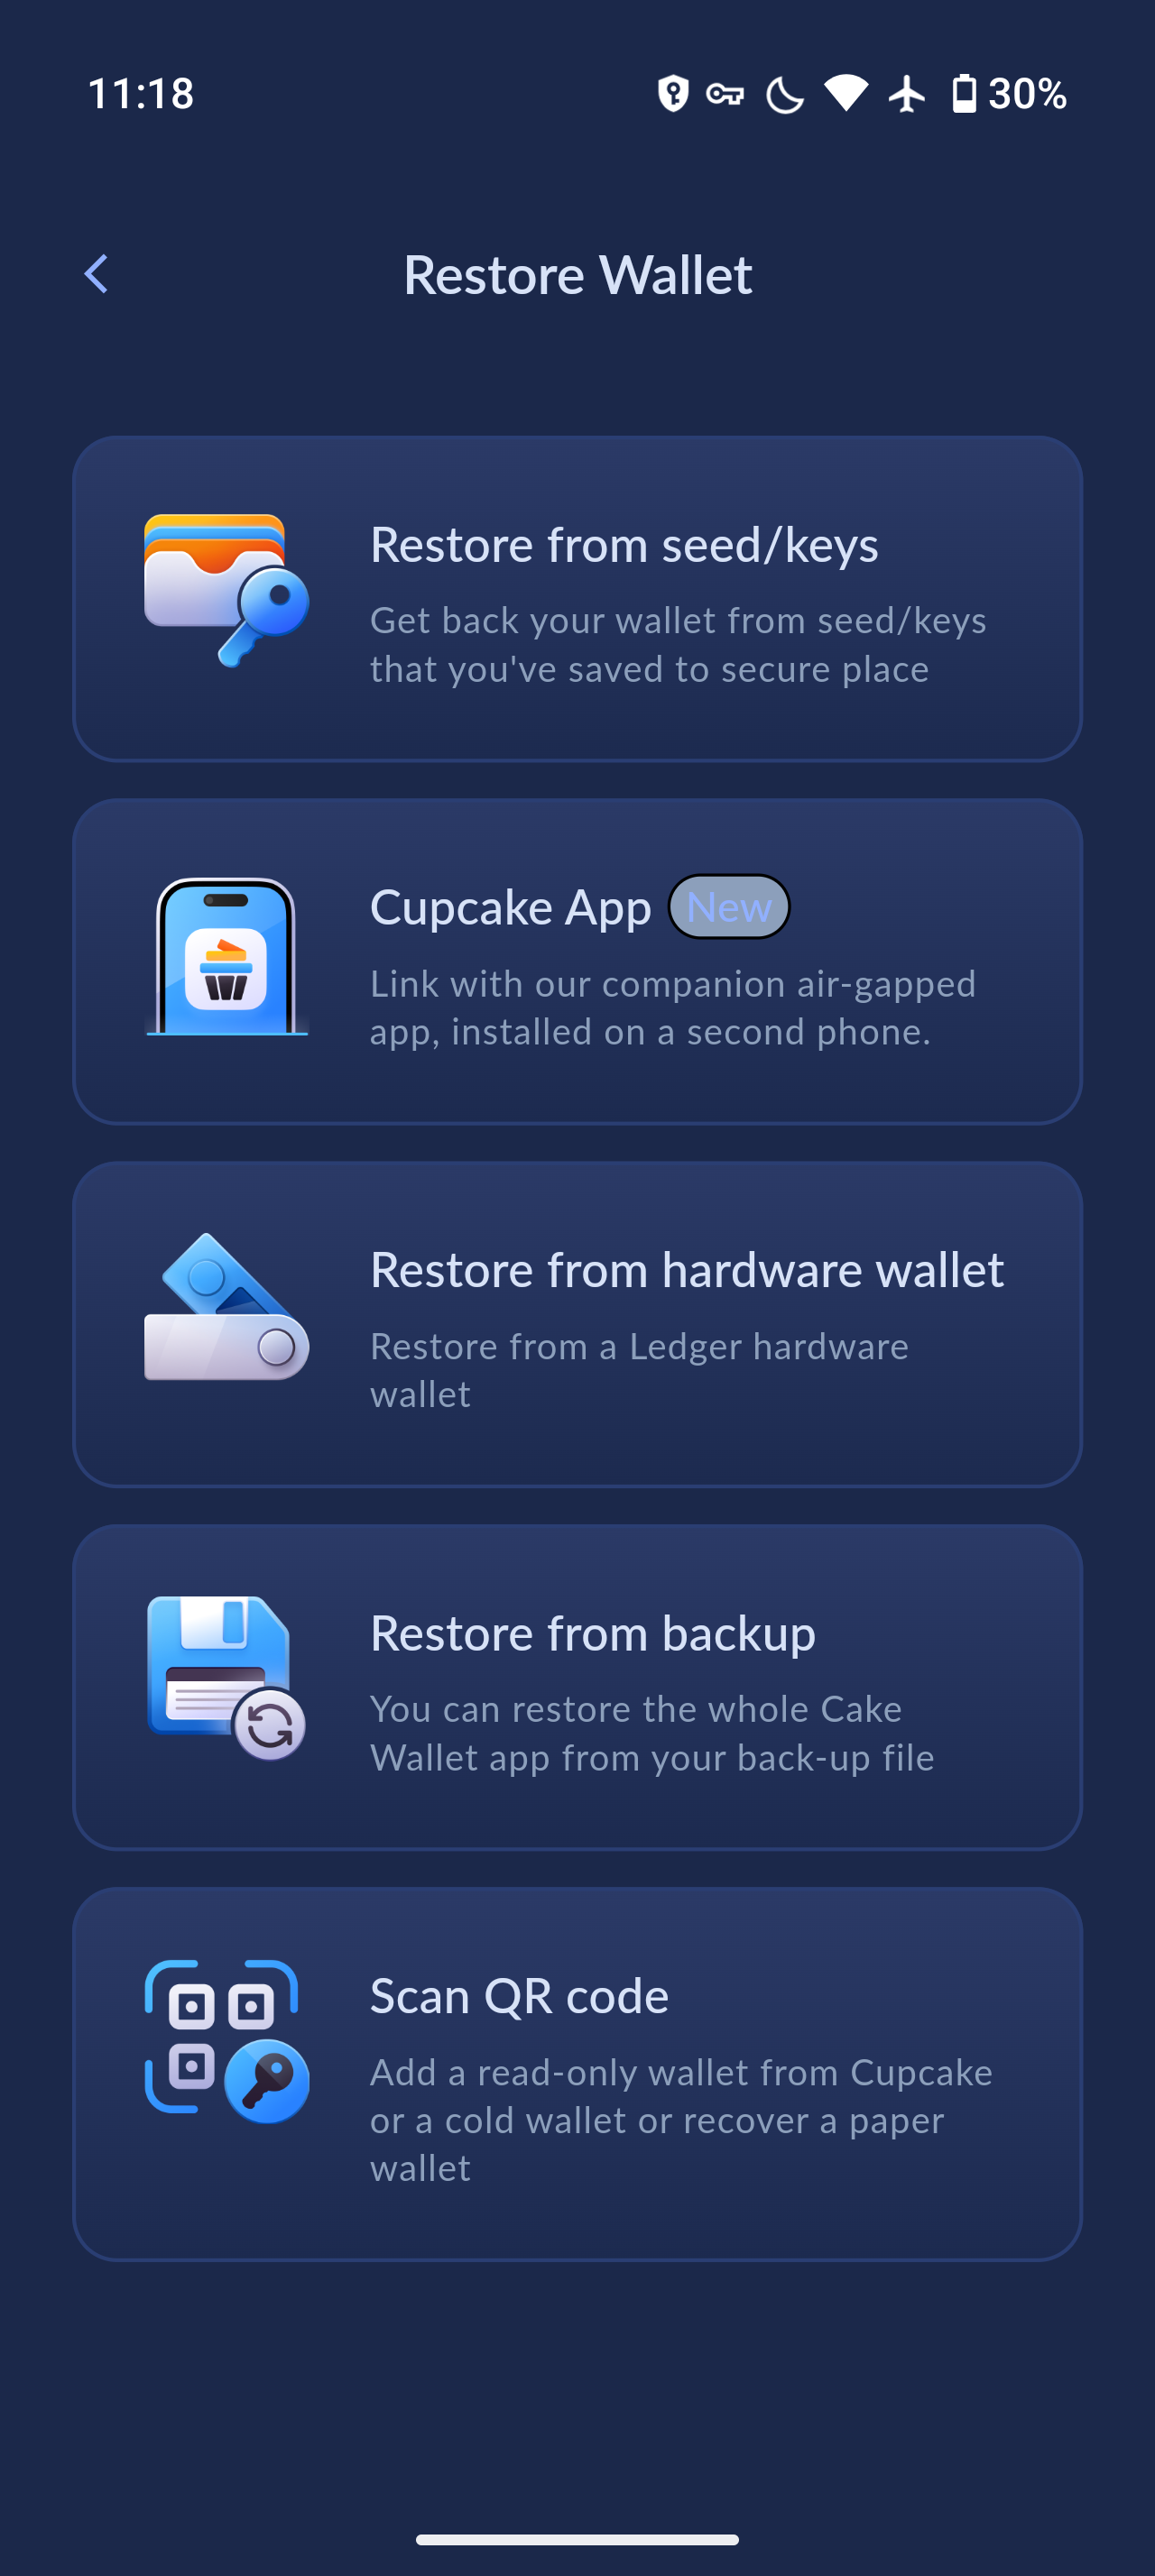 11:18
30%
Restore Wallet
Restore from seed/keys
Get back your wallet from seed/keys
that you've saved to secure place
Cupcake App New
Link with our companion air-gapped
app, installed on a second phone.
Restore from hardware wallet
Restore from a Ledger hardware
wallet
Restore from backup
You can restore the whole Cake
Wallet app from your back-up file
Scan QR code
Add a read-only wallet from Cupcake
or a cold wallet or recover a paper
wallet